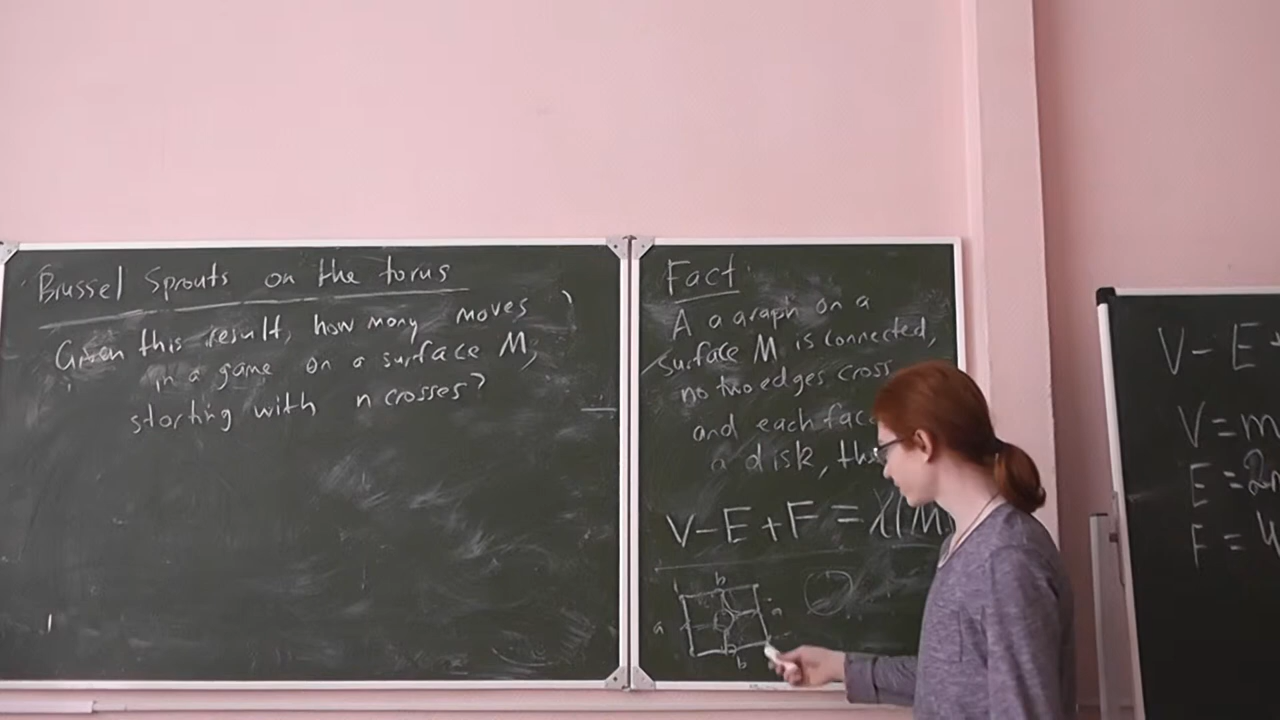 Brussel Sprouts on the torus
Given this result, how many moves
in a game on a surface M,
starting with n crosses?
Fact
A a graph on a
surface M is connected,
no two edges cross
and each face
a disk, the
V-E+F = χ(M
b
a a
b
V-E
V=m
E=2
F=4